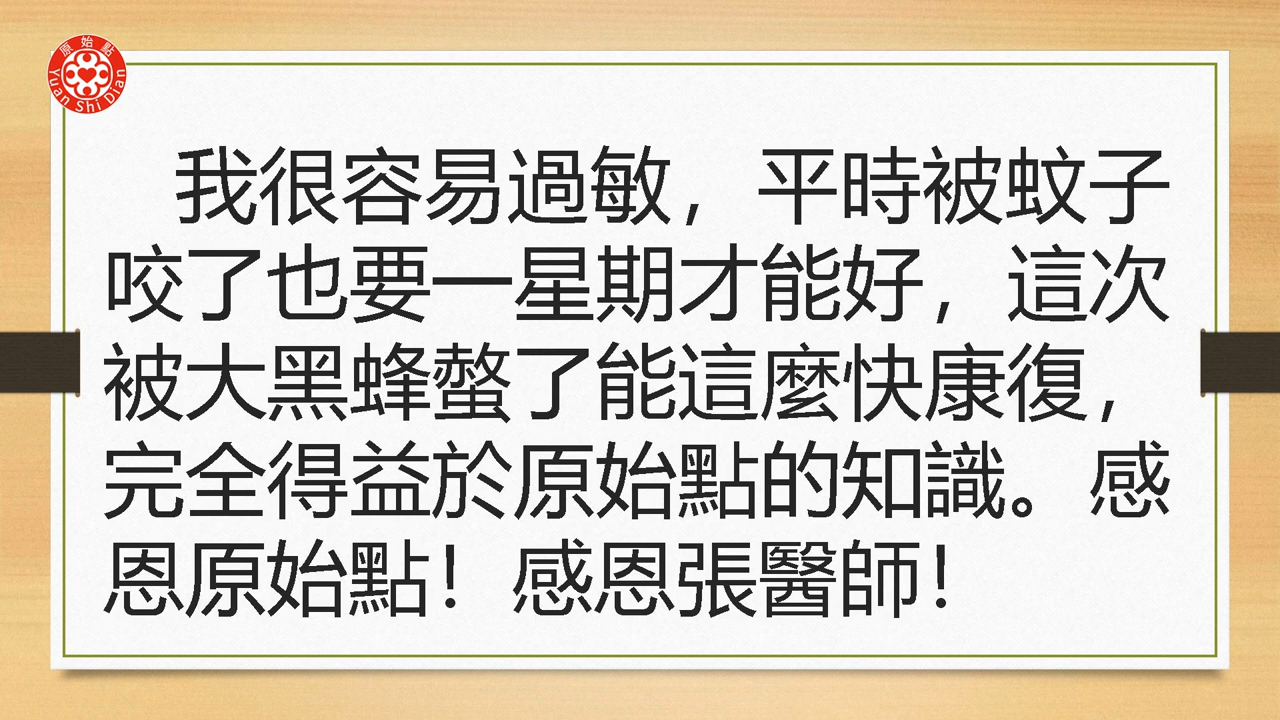 原始點
Yuan Shi Dian
我很容易過敏，平時被蚊子
咬了也要一星期才能好，這次
被大黑蜂螫了能這麼快康復，
完全得益於原始點的知識。感
恩原始點！感恩張醫師！